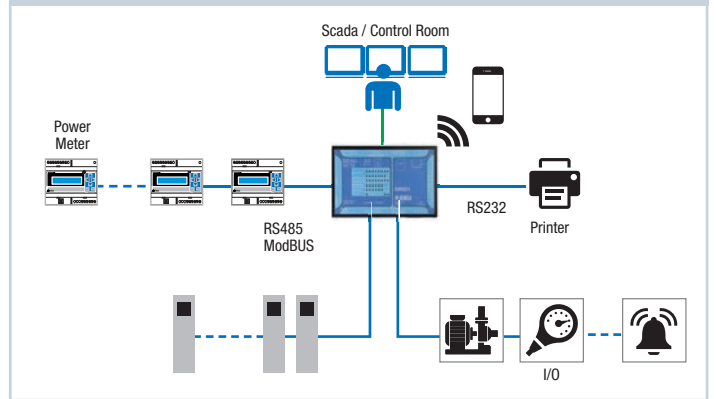 Scada / Control Room
Power
Meter
RS485
ModBUS
RS232
Printer
I/O